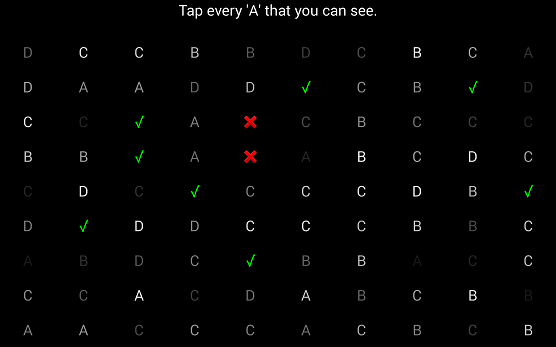 Tap every 'A' that you can see.
D C C B B D C B C A
D A A D D √ C B √ D
C C √ A ✖ C B C C C
B B √ A ✖ A B C D C
C D C √ C C C D B √
D √ D D C C C B B C
A B D C √ B B A C C
C C A C D A B C B B
A A C C C A C B C B